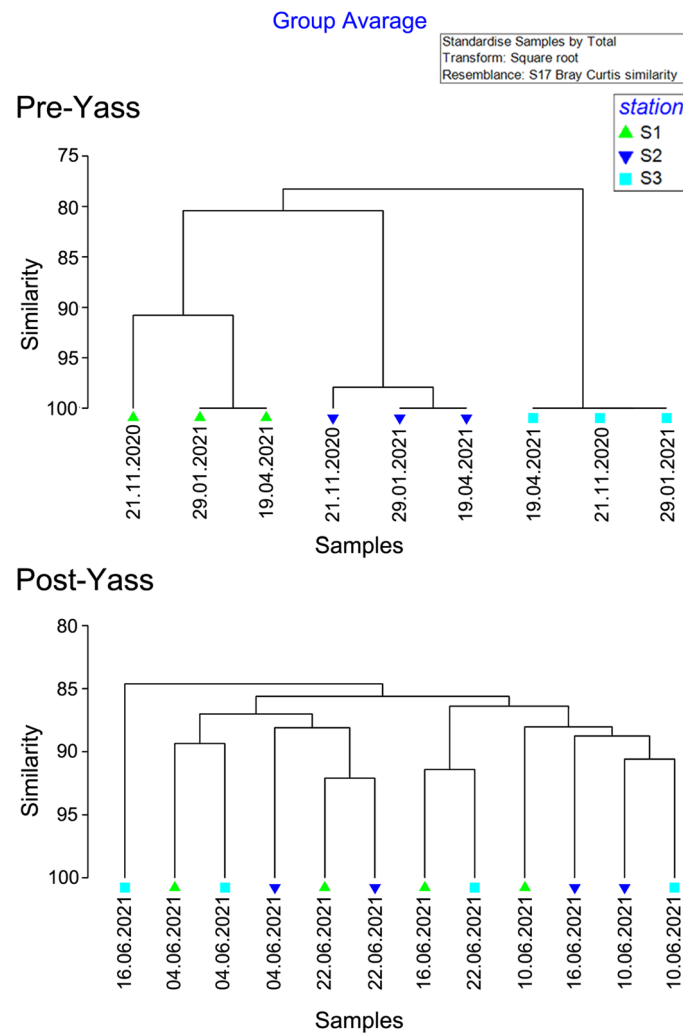 Group Avarage
Standardise Samples by Total
Transform: Square root
Resemblance: S17 Bray Curtis similarity
Pre-Yass
station
S1
S2
S3
75
80
85
90
95
100
Similarity
21.11.2020
29.01.2021
19.04.2021
21.11.2020
29.01.2021
19.04.2021
19.04.2021
21.11.2020
29.01.2021
Samples
Post-Yass
80
85
90
95
100
Similarity
16.06.2021
04.06.2021
04.06.2021
04.06.2021
22.06.2021
22.06.2021
16.06.2021
22.06.2021
10.06.2021
16.06.2021
10.06.2021
10.06.2021
Samples